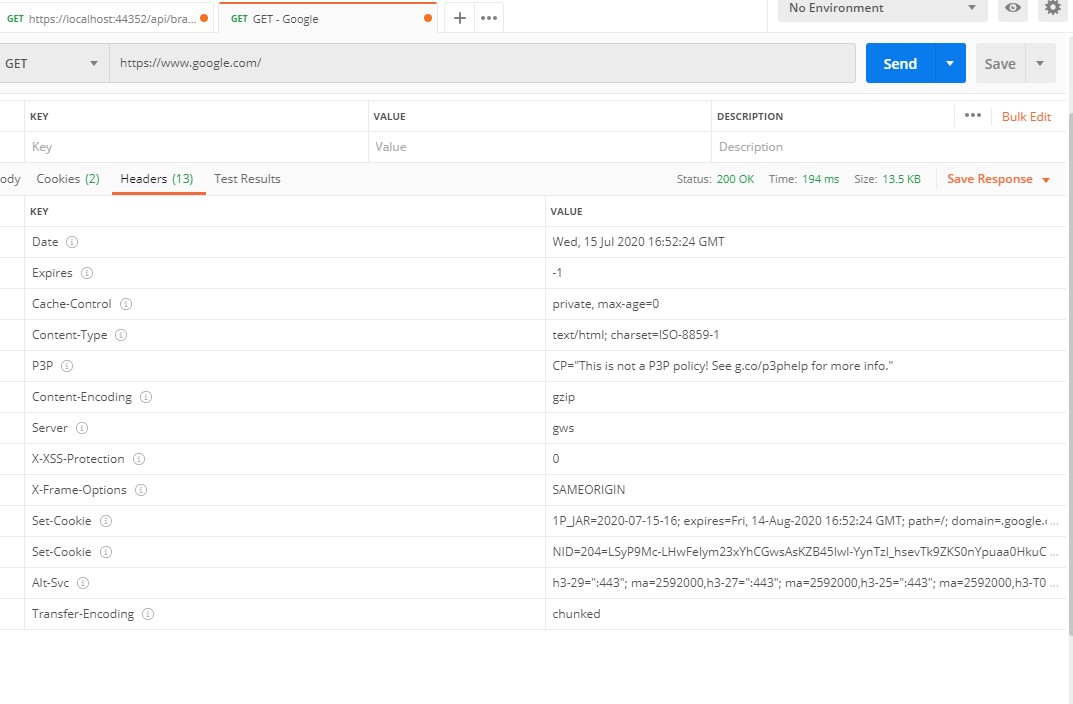 GET https://localhost:44352/api/bra... GET GET - Google + ••• No Environment
GET https://www.google.com/ Send Save
KEY VALUE DESCRIPTION ••• Bulk Edit
Key Value Description
ody Cookies (2) Headers (13) Test Results Status: 200 OK Time: 194 ms Size: 13.5 KB Save Response
KEY VALUE
Date Wed, 15 Jul 2020 16:52:24 GMT
Expires -1
Cache-Control private, max-age=0
Content-Type text/html; charset=ISO-8859-1
P3P CP="This is not a P3P policy! See g.co/p3phelp for more info."
Content-Encoding gzip
Server gws
X-XSS-Protection 0
X-Frame-Options SAMEORIGIN
Set-Cookie 1P_JAR=2020-07-15-16; expires=Fri, 14-Aug-2020 16:52:24 GMT; path=/; domain=.google.c...
Set-Cookie NID=204=LSyP9Mc-LHwFeIym23xYhCGwsAsKZB45IwI-YynTzI_hsevTk9ZKS0nYpuaa0HkuC ...
Alt-Svc h3-29=":443"; ma=2592000,h3-27=":443"; ma=2592000,h3-25=":443"; ma=2592000,h3-T0 ...
Transfer-Encoding chunked